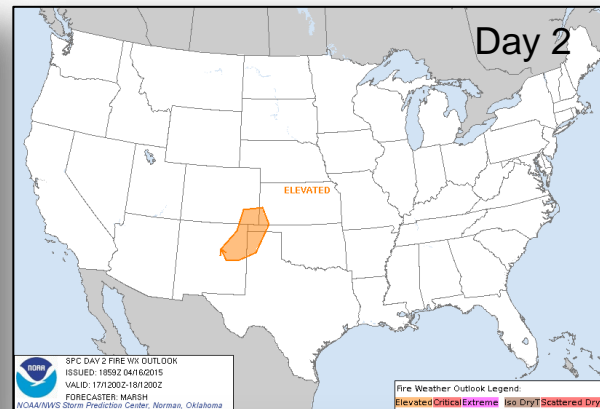 Day 2
ELEVATED
NOAA
SPC DAY 2 FIRE WX OUTLOOK
ISSUED: 1859Z 04/16/2015
VALID: 17/1200Z-18/1200Z
FORECASTER: MARSH
NOAA/NWS Storm Prediction Center, Norman, Oklahoma
Fire Weather Outlook Legend:
Elevated Critical Extreme Iso DryT Scattered Dry